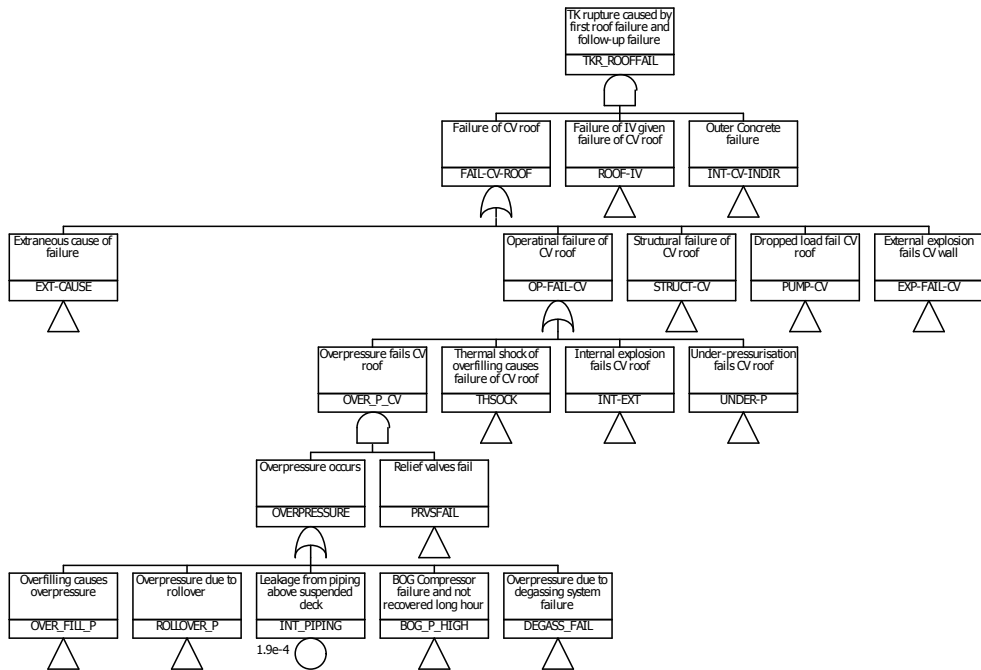 TK rupture caused by
first roof failure and
follow-up failure
TKR_ROOFFAIL
Failure of CV roof
FAIL-CV-ROOF
Failure of IV given
failure of CV roof
ROOF-IV
Outer Concrete
failure
INT-CV-INDIR
Extraneous cause of
failure
EXT-CAUSE
Operatinal failure of
CV roof
OP-FAIL-CV
Structural failure of
CV roof
STRUCT-CV
Dropped load fail CV
roof
PUMP-CV
External explosion
fails CV wall
EXP-FAIL-CV
Overpressure fails CV
roof
OVER_P_CV
Thermal shock of
overfilling causes
failure of CV roof
THSOCK
Internal explosion
fails CV roof
INT-EXT
Under-pressurisation
fails CV roof
UNDER-P
Overpressure occurs
OVERPRESSURE
Relief valves fail
PRVSFAIL
Overfilling causes
overpressure
OVER_FILL_P
Overpressure due to
rollover
ROLLOVER_P
Leakage from piping
above suspended
deck
INT_PIPING
1.9e-4
BOG Compressor
failure and not
recovered long hour
BOG_P_HIGH
Overpressure due to
degassing system
failure
DEGASS_FAIL